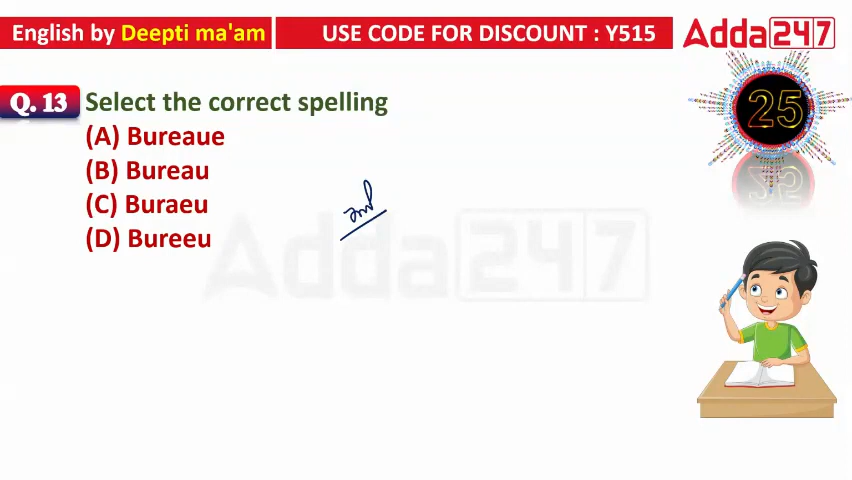 English by Deepti ma'am
USE CODE FOR DISCOUNT : Y515
Adda247
25
Q. 13 Select the correct spelling
(A) Bureaue
(B) Bureau
(C) Buraeu
(D) Bureeu
Adda247